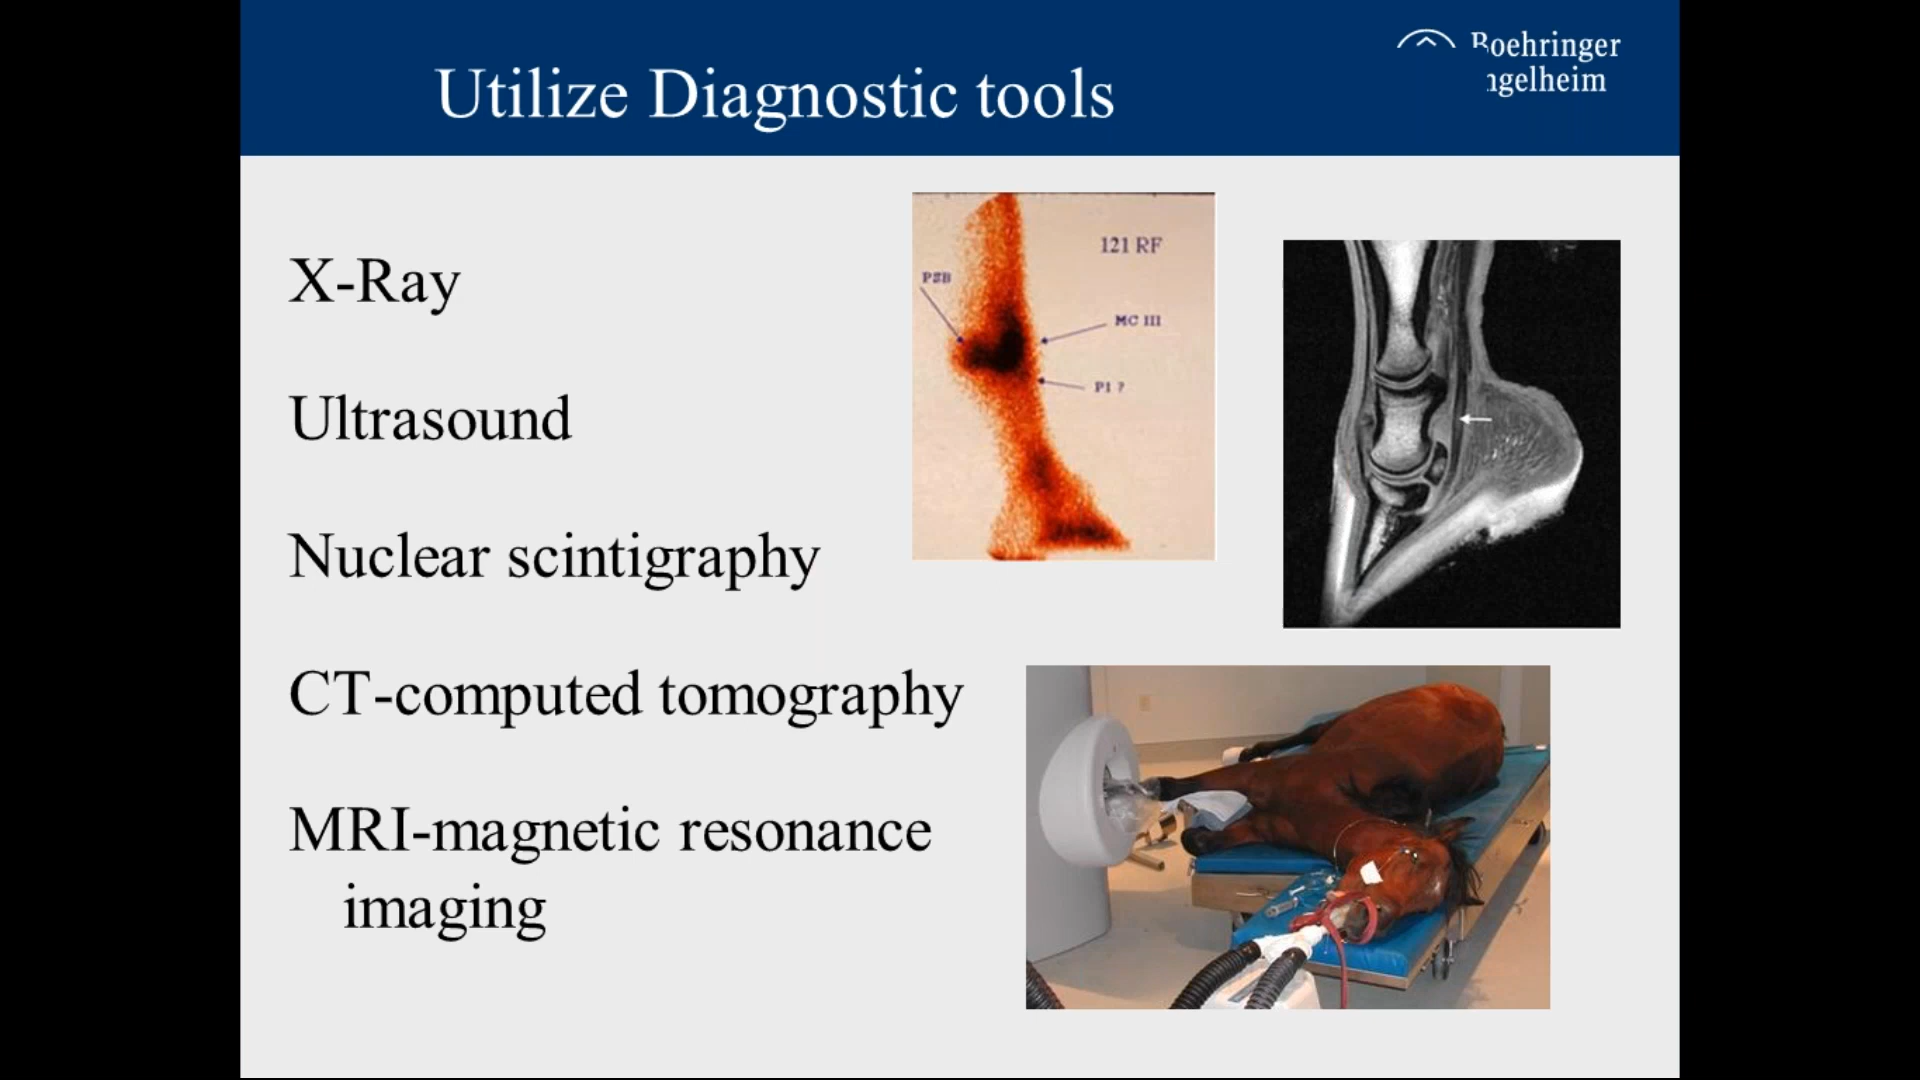 Utilize Diagnostic tools
Boehringer
ngelheim
X-Ray
Ultrasound
Nuclear scintigraphy
CT-computed tomography
MRI-magnetic resonance
imaging
121 RF
PSB
MC III
P1 ?